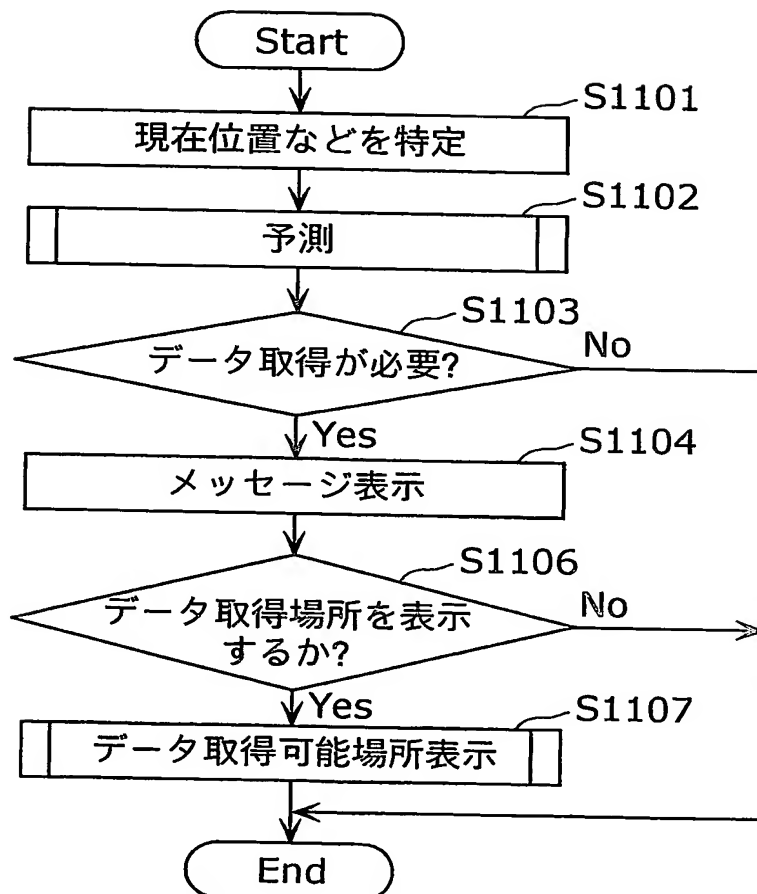 Start
S1101
現在位置などを特定
S1102
予測
S1103
データ取得が必要?
No
Yes
S1104
メッセージ表示
S1106
データ取得場所を表示
するか?
No
Yes
S1107
データ取得可能場所表示
End